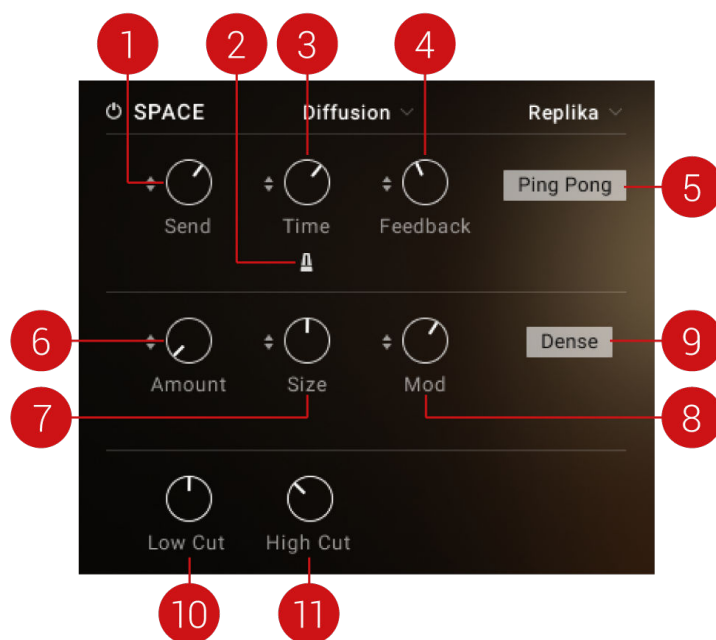 1 2 3 4
SPACE Diffusion Replika
Ping Pong 5
Send Time Feedback
6 Dense 9
Amount Size Mod
7 8
Low Cut High Cut
10 11